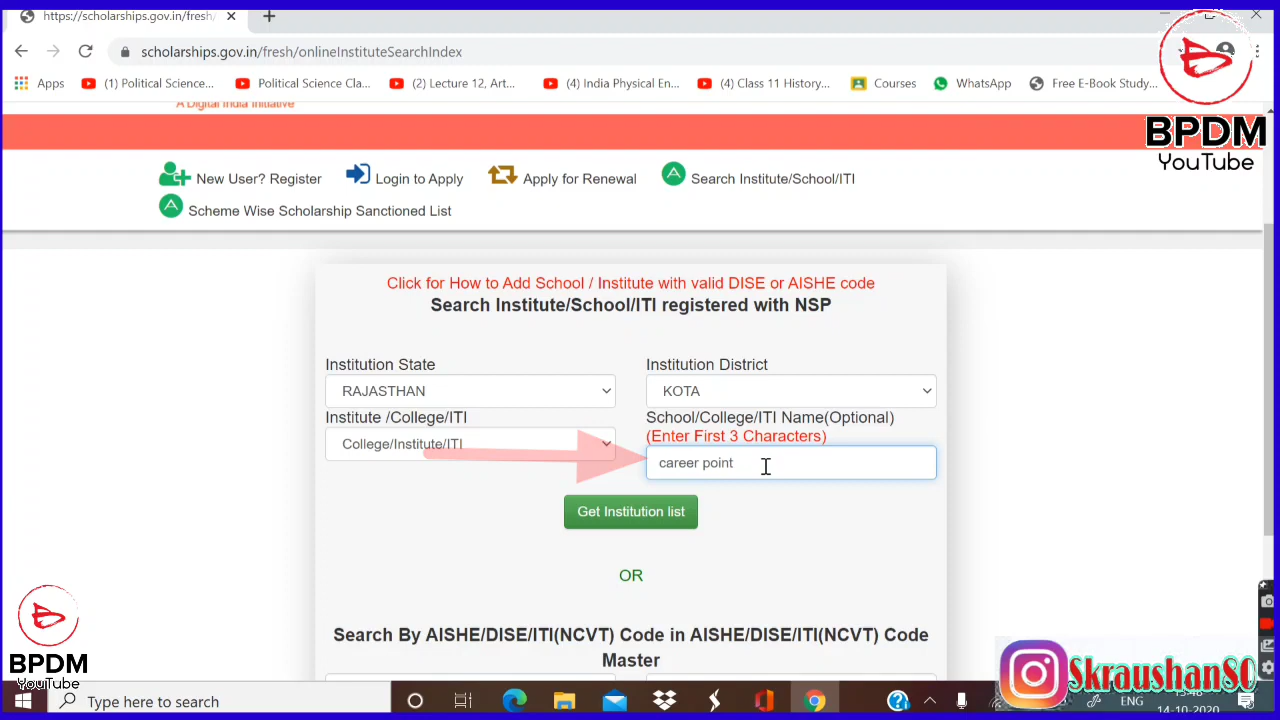 https://scholarships.gov.in/fresh/
scholarships.gov.in/fresh/onlineInstituteSearchIndex
Apps
(1) Political Science...
Political Science Cla...
(2) Lecture 12, Art...
(4) India Physical En...
(4) Class 11 History...
Courses
WhatsApp
Free E-Book Study...
A Digital India Initiative
BPDM
YouTube
New User? Register
Login to Apply
Apply for Renewal
Search Institute/School/ITI
Scheme Wise Scholarship Sanctioned List
Click for How to Add School / Institute with valid DISE or AISHE code
Search Institute/School/ITI registered with NSP
Institution State
Institution District
RAJASTHAN
KOTA
Institute /College/ITI
School/College/ITI Name(Optional)
(Enter First 3 Characters)
College/Institute/ITI
career point
Get Institution list
OR
Search By AISHE/DISE/ITI(NCVT) Code in AISHE/DISE/ITI(NCVT) Code
Master
BPDM
YouTube
Skraushan
Type here to search
ENG
14-10-2020